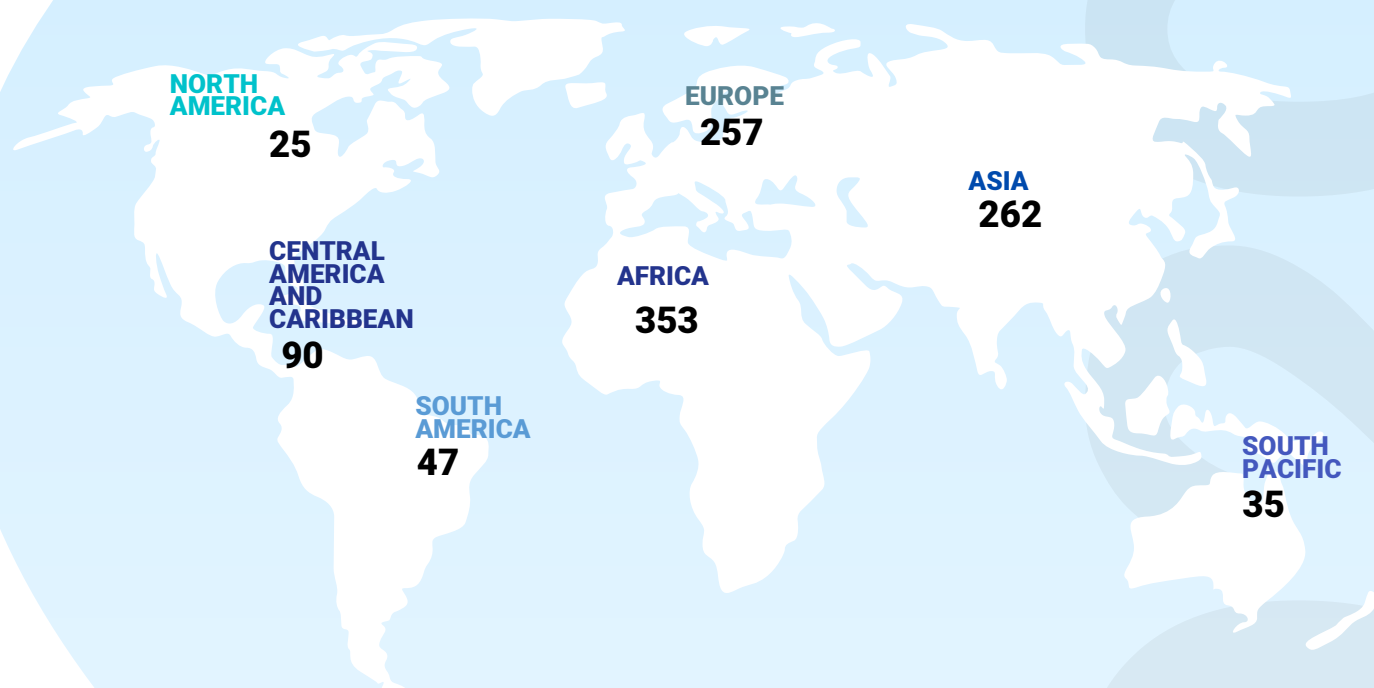 NORTH
AMERICA
25
EUROPE
257
ASIA
262
CENTRAL
AMERICA
AND
CARIBBEAN
90
AFRICA
353
SOUTH
AMERICA
47
SOUTH
PACIFIC
35